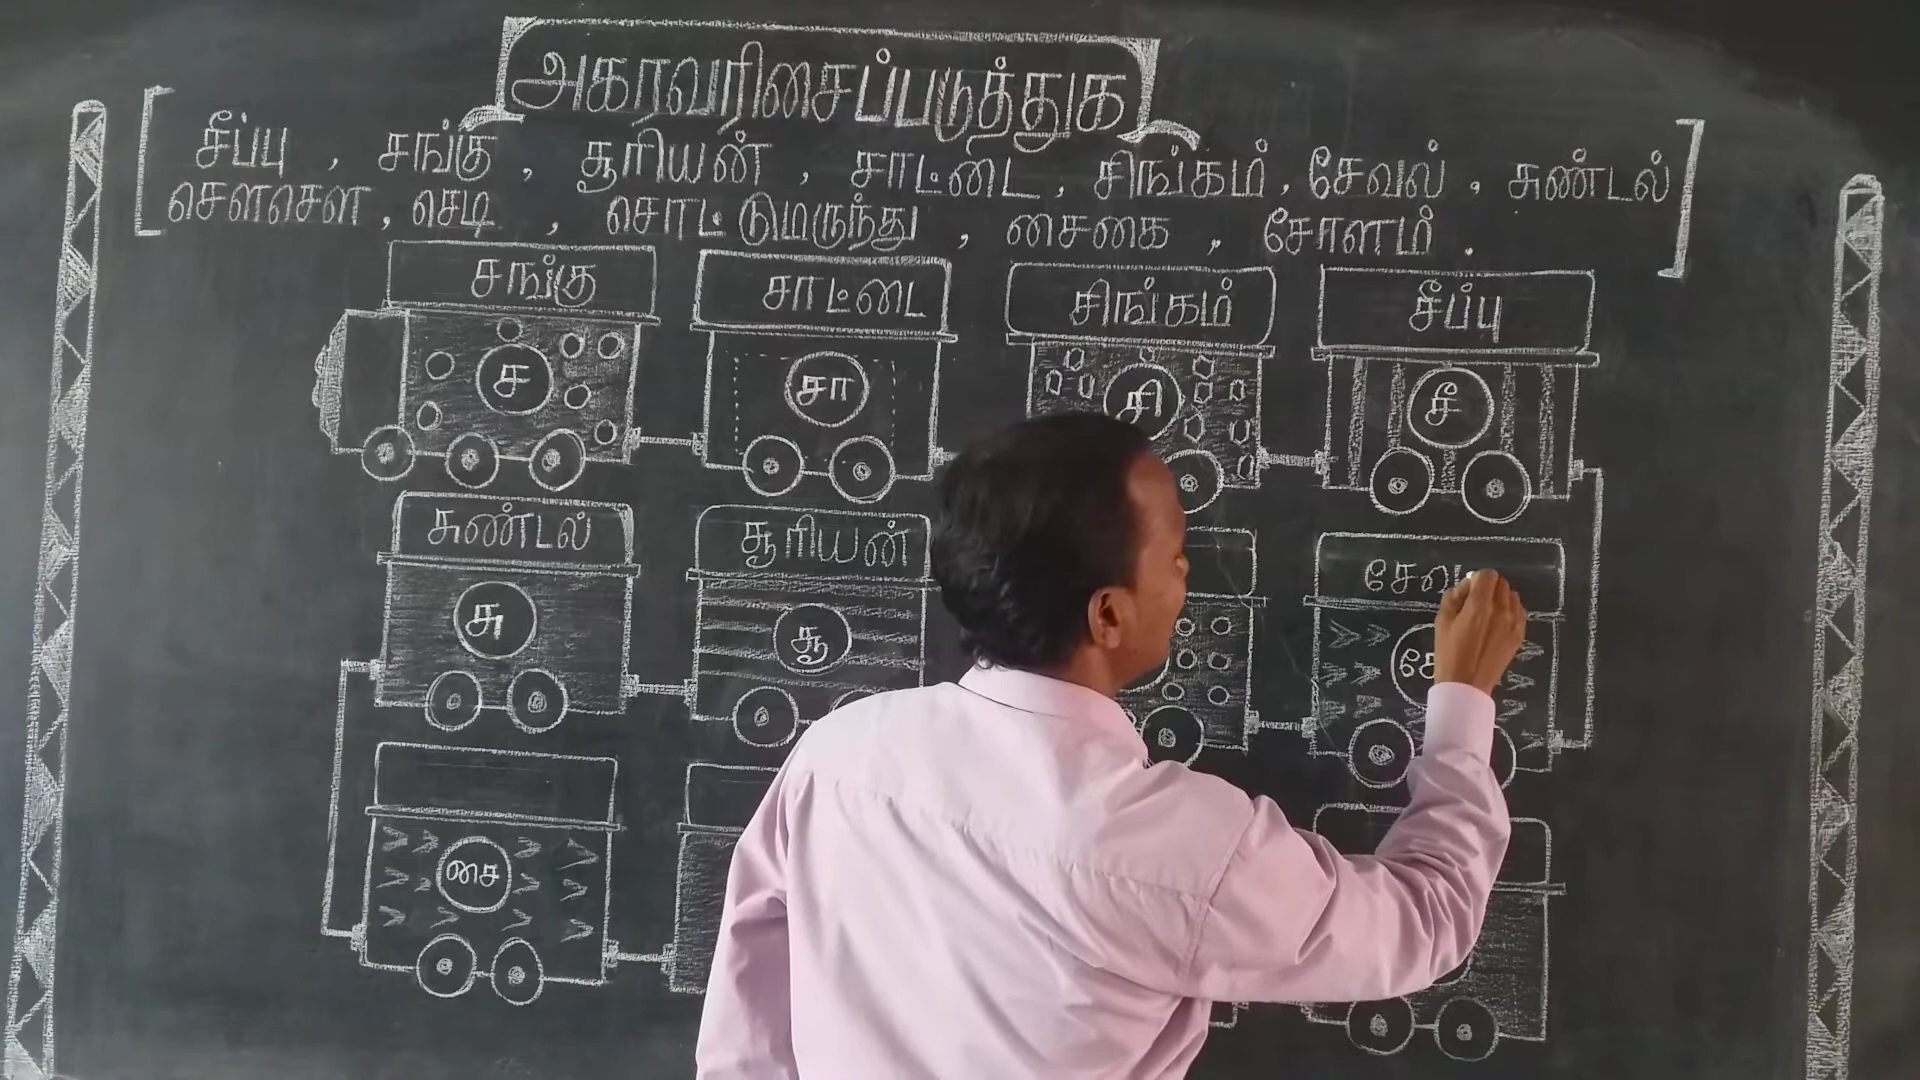 அகரவரிசைப்படுத்துக
சீப்பு , சங்கு , சூரியன் , சாட்டை , சிங்கம் , சேவல் , சுண்டல்
சௌசௌ , செடி , சொட்டுமருந்து , சைகை , சோளம் .
சங்கு சாட்டை சிங்கம் சீப்பு
ச சா சி சீ
சுண்டல் சூரியன் சேவ
சு சூ சே
சை